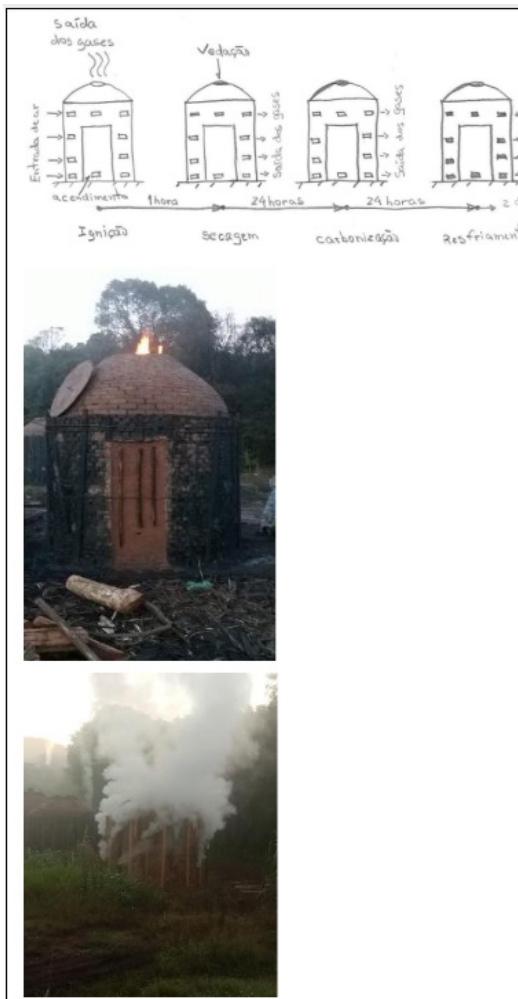 Saída
dos gases
Vedação
Entrada de ar
Saída dos gases
Saída dos gases
acendimento
1 hora
24 horas
24 horas
2 d
Ignição
secagem
carbonização
Resfriament